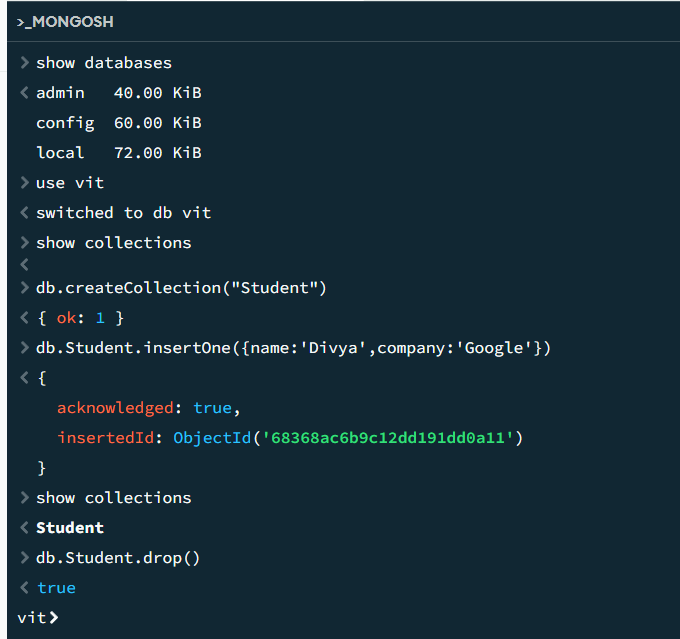 >_MONGOSH
> show databases
< admin   40.00 KiB
config  60.00 KiB
local   72.00 KiB
> use vit
< switched to db vit
> show collections
<
> db.createCollection("Student")
< { ok: 1 }
> db.Student.insertOne({name:'Divya',company:'Google'})
< {
acknowledged: true,
insertedId: ObjectId('68368ac6b9c12dd191dd0a11')
}
> show collections
< Student
> db.Student.drop()
< true
vit>